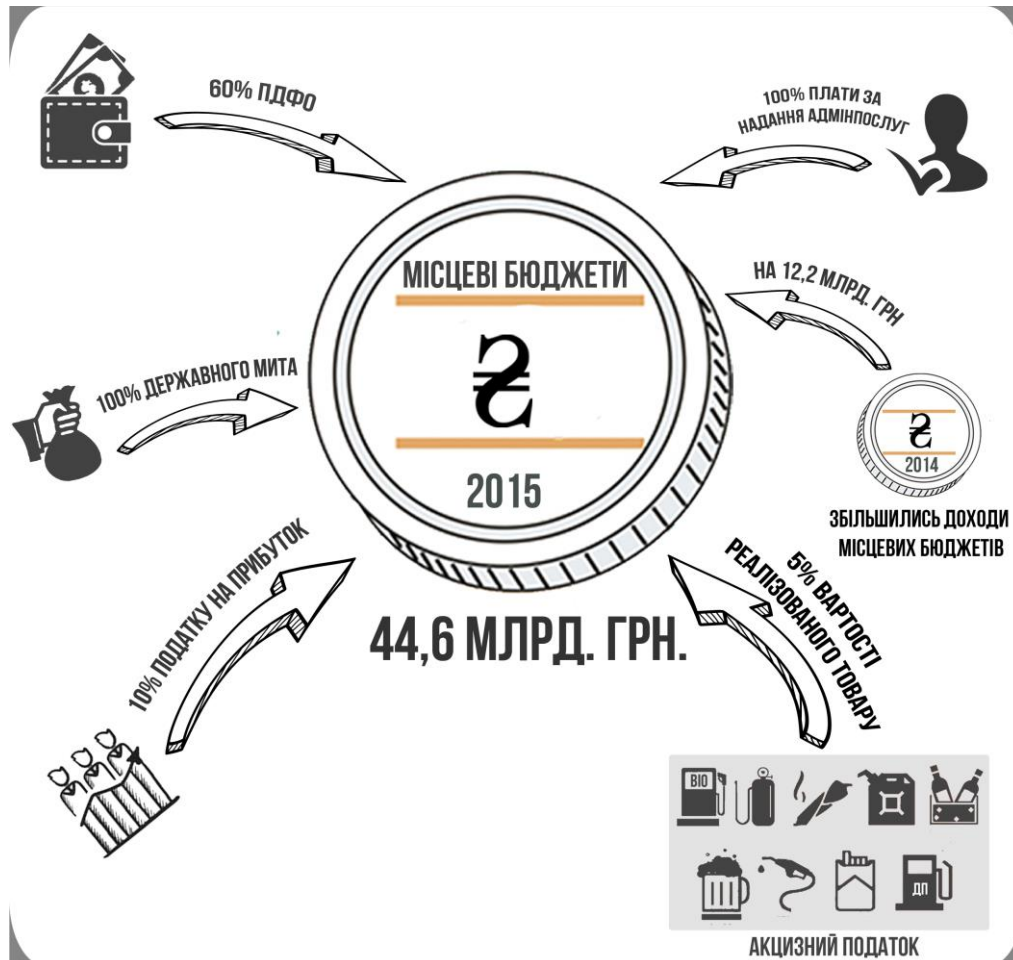 60% ПДФО
100% ПЛАТИ ЗА
НАДАННЯ АДМІНПОСЛУГ
МІСЦЕВІ БЮДЖЕТИ
₴
2015
НА 12,2 МЛРД. ГРН
100% ДЕРЖАВНОГО МИТА
₴
2014
ЗБІЛЬШИЛИСЬ ДОХОДИ
МІСЦЕВИХ БЮДЖЕТІВ
10% ПОДАТКУ НА ПРИБУТОК
44,6 МЛРД. ГРН.
5% ВАРТОСТІ
РЕАЛІЗОВАНОГО ТОВАРУ
BIO
ДП
АКЦИЗНИЙ ПОДАТОК